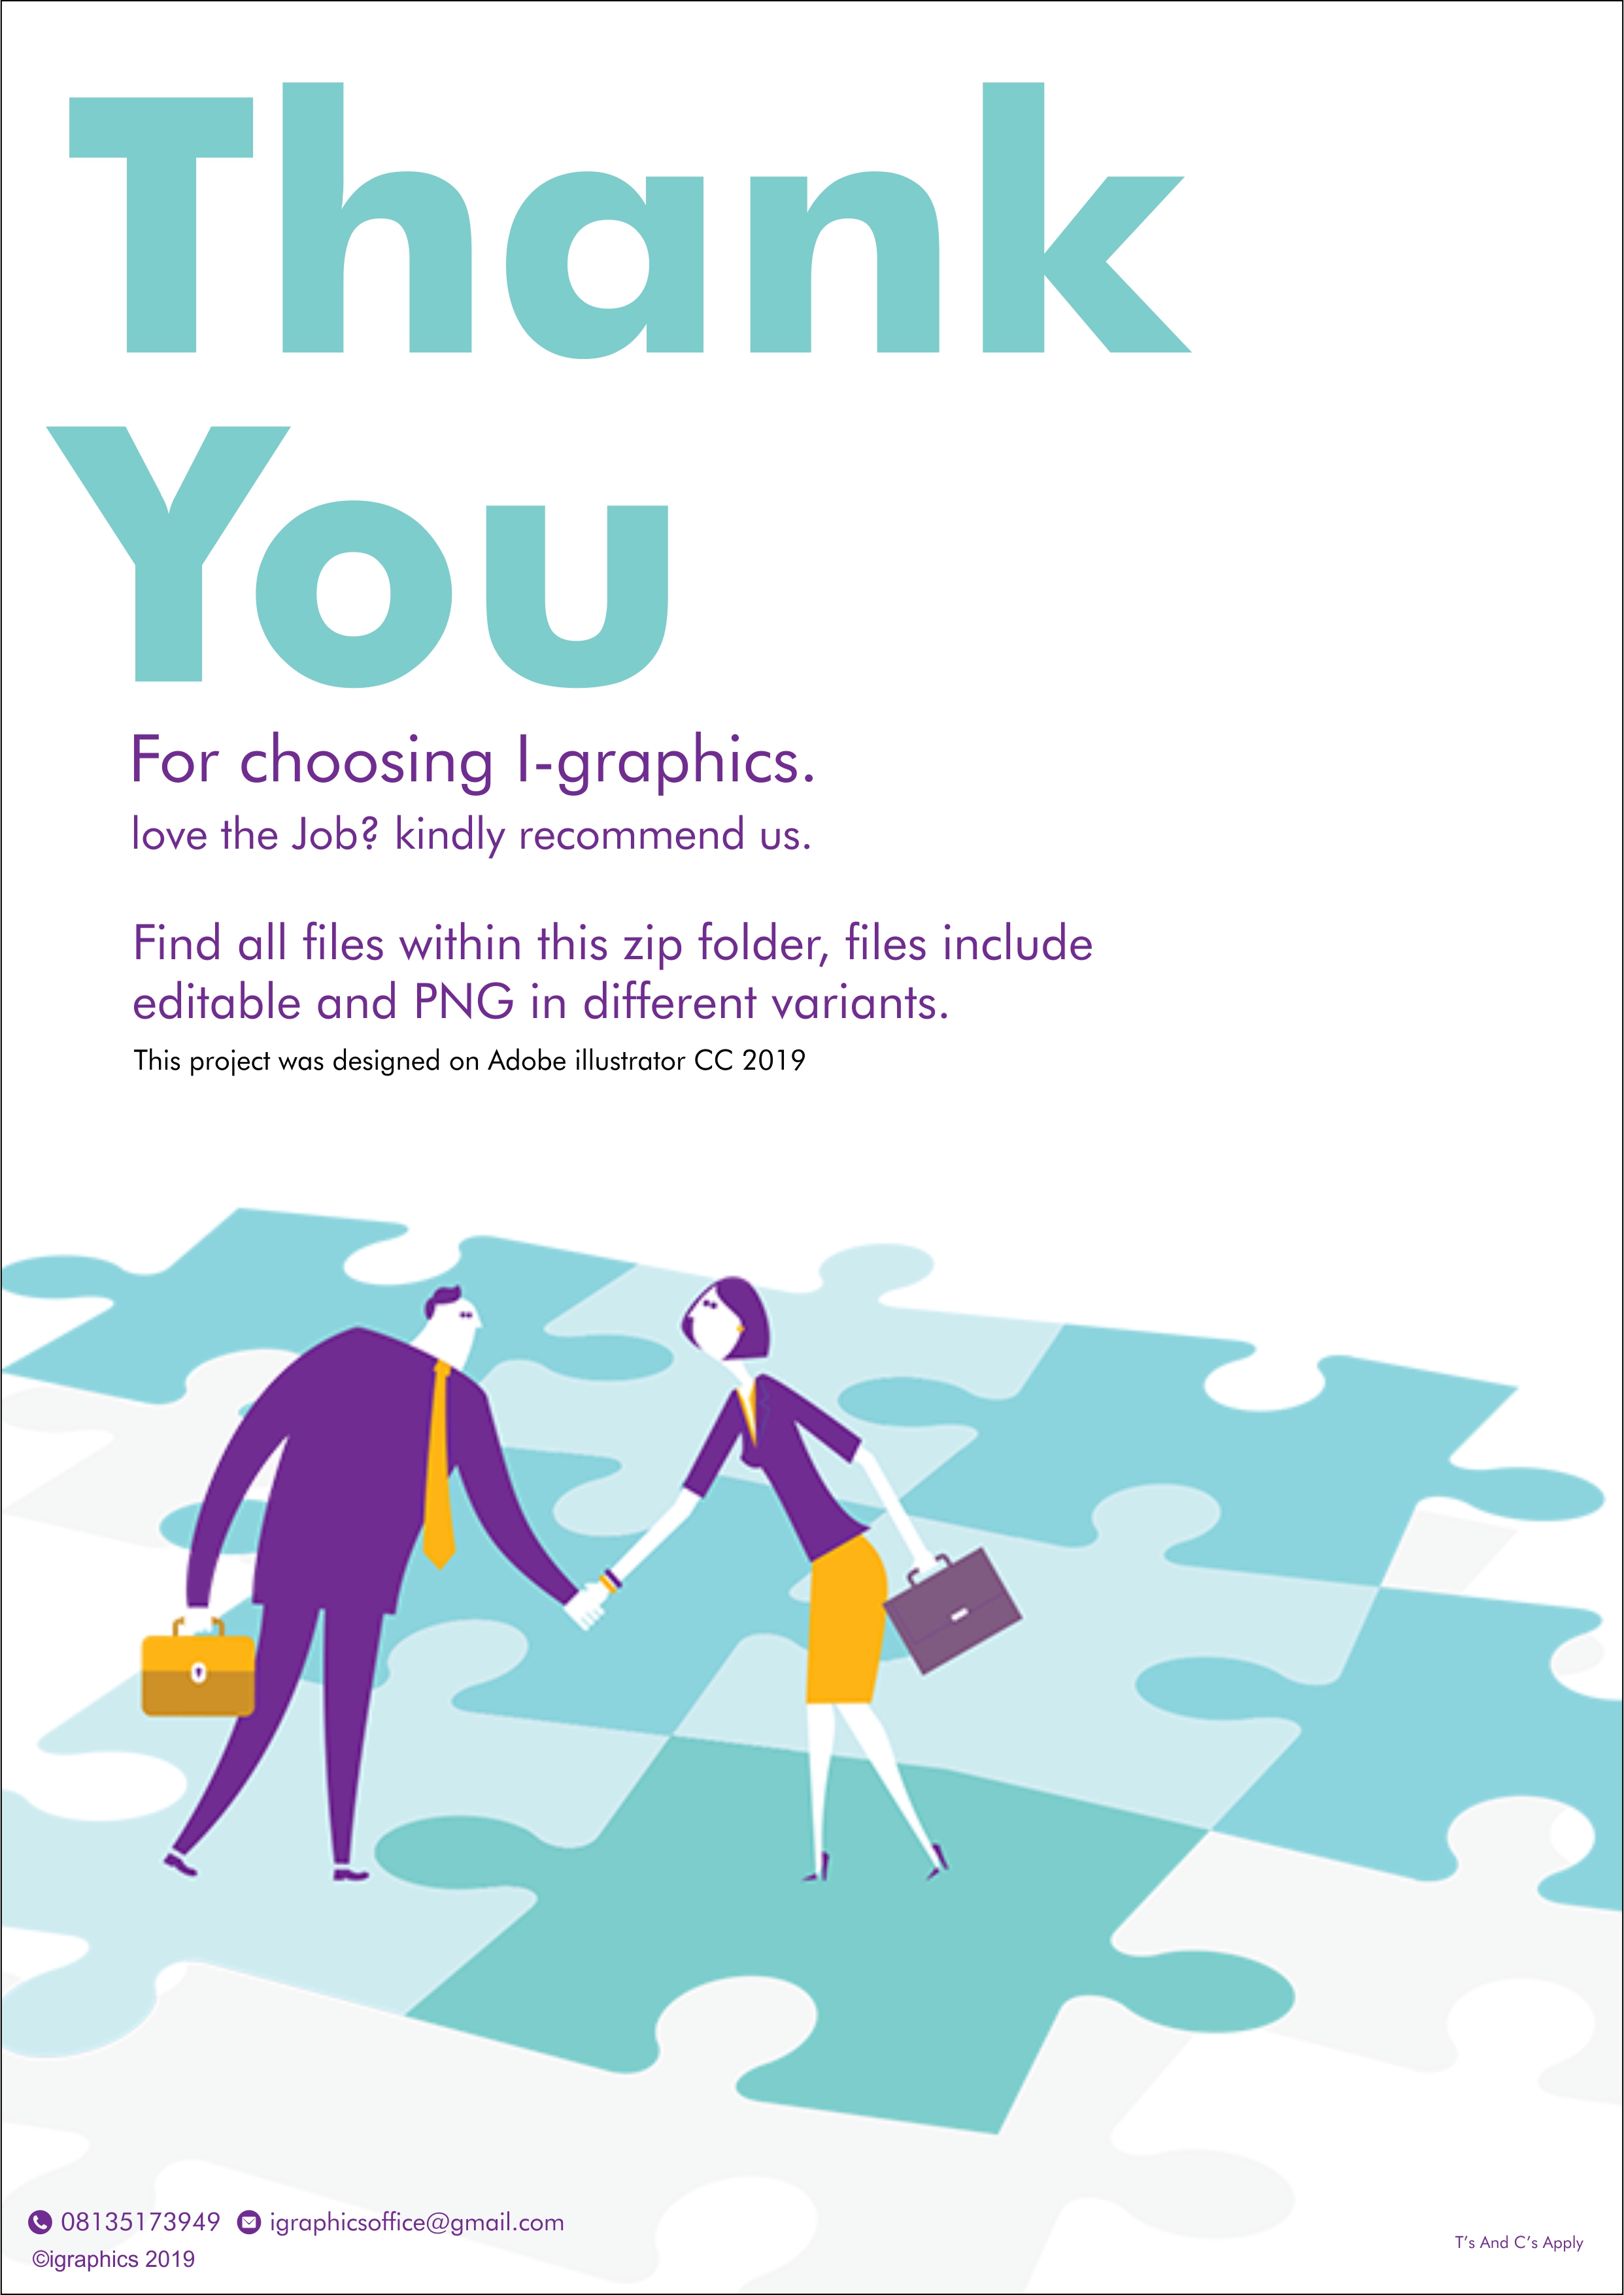 Thank
You
For choosing I-graphics.
love the Job? kindly recommend us.
Find all files within this zip folder, files include
editable and PNG in different variants.
This project was designed on Adobe illustrator CC 2019
08135173949 igraphicsoffice@gmail.com
©igraphics 2019
T's And C's Apply